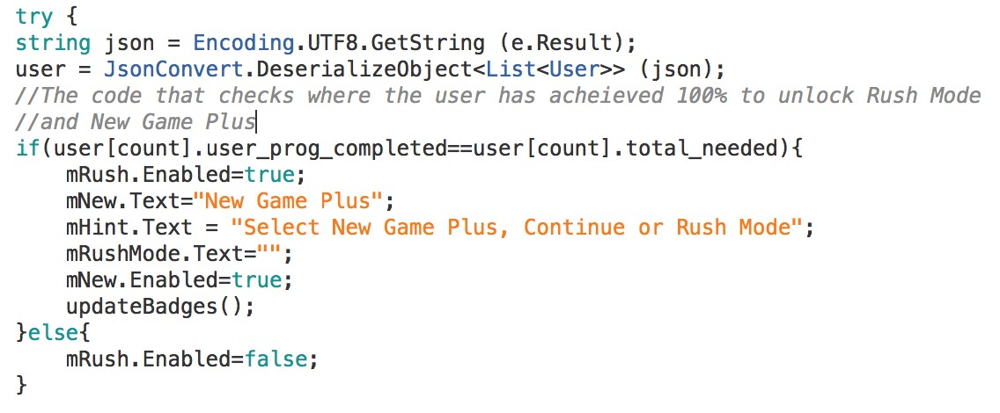 try {
string json = Encoding.UTF8.GetString (e.Result);
user = JsonConvert.DeserializeObject<List<User>> (json);
//The code that checks where the user has acheieved 100% to unlock Rush Mode
//and New Game Plus
if(user[count].user_prog_completed==user[count].total_needed){
    mRush.Enabled=true;
    mNew.Text="New Game Plus";
    mHint.Text = "Select New Game Plus, Continue or Rush Mode";
    mRushMode.Text="";
    mNew.Enabled=true;
    updateBadges();
}else{
    mRush.Enabled=false;
}